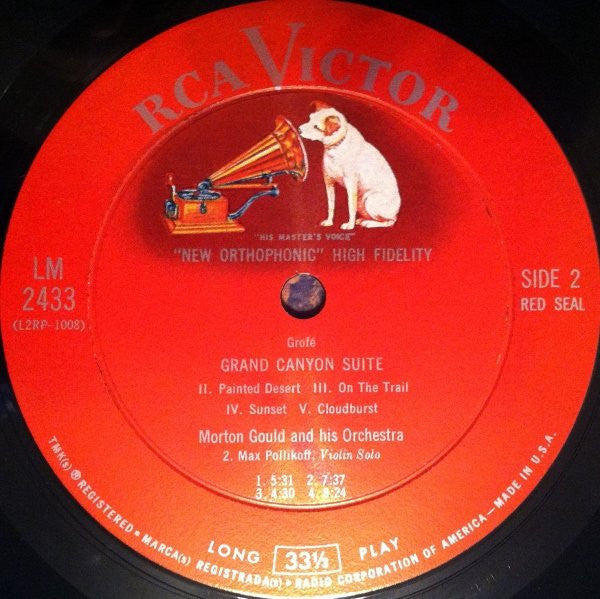 RCA VICTOR
"HIS MASTER'S VOICE"
"NEW ORTHOPHONIC" HIGH FIDELITY
LM
2433
(L2RP-1008)
SIDE 2
RED SEAL
Grofé
GRAND CANYON SUITE
II. Painted Desert III. On The Trail
IV. Sunset V. Cloudburst
Morton Gould and his Orchestra
2. Max Pollikoff, Violin Solo
1. 5:31 2. 7:37
3. 4:30 4. 8:24
LONG 33⅓ PLAY
TMK(s) ® REGISTERED • MARCA(s) REGISTRADA(s) • RADIO CORPORATION OF AMERICA—MADE IN U.S.A.